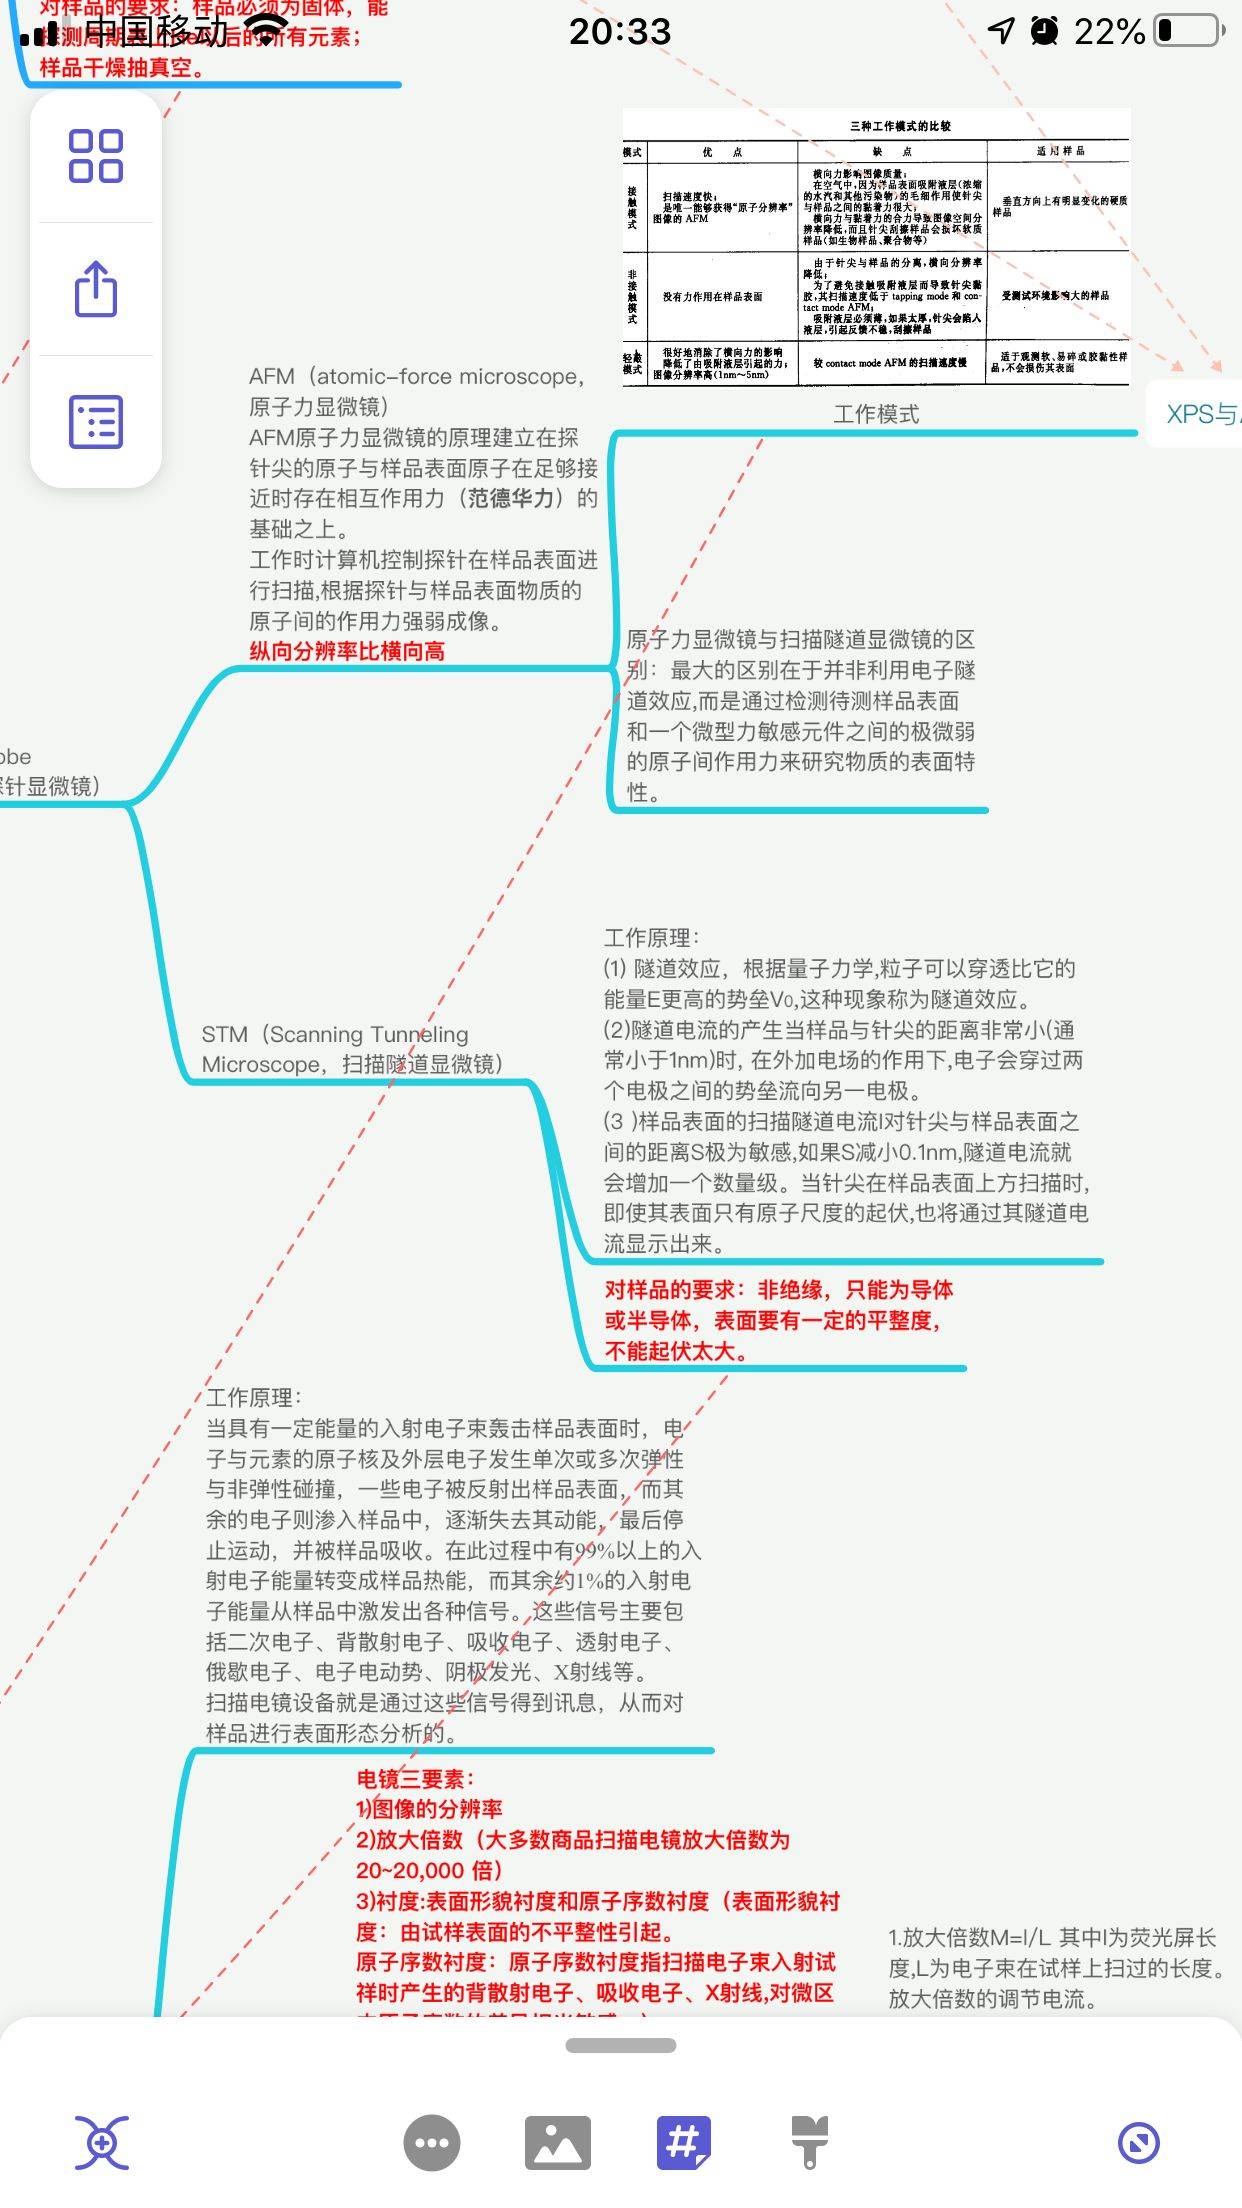 对样品的要求：样品必须为固体，能
中国移动
20:33
22%
探测周期表上He以后的所有元素；
样品干燥抽真空。
三种工作模式的比较
模式 优 点 缺 点 适用样品
接触模式
扫描速度快；
是唯一能够获得“原子分辨率”
图像的 AFM
横向力影响图像质量；
在空气中,因为样品表面吸附液层(浓缩
的水汽和其他污染物)的毛细作用使针尖
与样品之间的黏着力很大；
横向力与黏着力的合力导致图像空间分
辨率降低,而且针尖刮擦样品会损坏软质
样品(如生物样品、聚合物等)
垂直方向上有明显变化的硬质
样品
非接触模式
没有力作用在样品表面
由于针尖与样品的分离,横向分辨率
降低；
为了避免接触吸附液层而导致针尖黏
胶,其扫描速度低于 tapping mode 和 con-
tact mode AFM；
吸附液层必须薄,如果太厚,针尖会陷入
液层,引起反馈不稳,刮擦样品
受测试环境影响大的样品
轻敲模式
很好地消除了横向力的影响
降低了由吸附液层引起的力；
图像分辨率高(1nm～5nm)
较 contact mode AFM 的扫描速度慢
适于观测软、易碎或胶黏性样
品,不会损伤其表面
工作模式
XPS与
AFM（atomic-force microscope，
原子力显微镜）
AFM原子力显微镜的原理建立在探
针尖的原子与样品表面原子在足够接
近时存在相互作用力（范德华力）的
基础之上。
工作时计算机控制探针在样品表面进
行扫描,根据探针与样品表面物质的
原子间的作用力强弱成像。
纵向分辨率比横向高
原子力显微镜与扫描隧道显微镜的区
别：最大的区别在于并非利用电子隧
道效应,而是通过检测待测样品表面
和一个微型力敏感元件之间的极微弱
的原子间作用力来研究物质的表面特
性。
obe
探针显微镜）
STM（Scanning Tunneling
Microscope，扫描隧道显微镜）
工作原理：
(1) 隧道效应，根据量子力学,粒子可以穿透比它的
能量E更高的势垒V₀,这种现象称为隧道效应。
(2)隧道电流的产生当样品与针尖的距离非常小(通
常小于1nm)时, 在外加电场的作用下,电子会穿过两
个电极之间的势垒流向另一电极。
(3 )样品表面的扫描隧道电流I对针尖与样品表面之
间的距离S极为敏感,如果S减小0.1nm,隧道电流就
会增加一个数量级。当针尖在样品表面上方扫描时,
即使其表面只有原子尺度的起伏,也将通过其隧道电
流显示出来。
对样品的要求：非绝缘，只能为导体
或半导体，表面要有一定的平整度，
不能起伏太大。
工作原理：
当具有一定能量的入射电子束轰击样品表面时，电
子与元素的原子核及外层电子发生单次或多次弹性
与非弹性碰撞，一些电子被反射出样品表面，而其
余的电子则渗入样品中，逐渐失去其动能，最后停
止运动，并被样品吸收。在此过程中有99%以上的入
射电子能量转变成样品热能，而其余约1%的入射电
子能量从样品中激发出各种信号。这些信号主要包
括二次电子、背散射电子、吸收电子、透射电子、
俄歇电子、电子电动势、阴极发光、X射线等。
扫描电镜设备就是通过这些信号得到讯息，从而对
样品进行表面形态分析的。
电镜三要素：
1)图像的分辨率
2)放大倍数（大多数商品扫描电镜放大倍数为
20~20,000 倍）
3)衬度:表面形貌衬度和原子序数衬度（表面形貌衬
度：由试样表面的不平整性引起。
原子序数衬度：原子序数衬度指扫描电子束入射试
祥时产生的背散射电子、吸收电子、X射线,对微区
1.放大倍数M=l/L 其中l为荧光屏长
度,L为电子束在试样上扫过的长度。
放大倍数的调节电流。